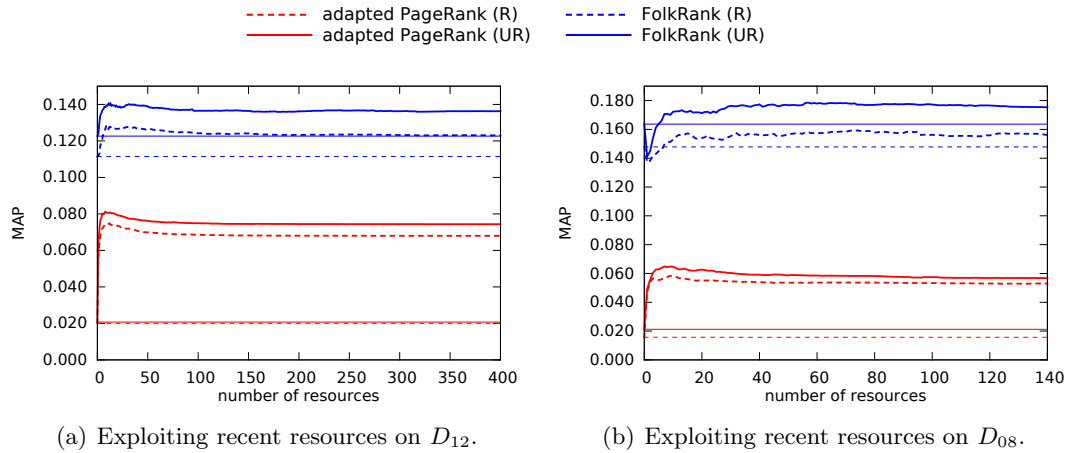 adapted PageRank (R)
adapted PageRank (UR)
FolkRank (R)
FolkRank (UR)
MAP
0.140
0.120
0.100
0.080
0.060
0.040
0.020
0.000
0 50 100 150 200 250 300 350 400
number of resources
(a) Exploiting recent resources on D12.
MAP
0.180
0.160
0.140
0.120
0.100
0.080
0.060
0.040
0.020
0.000
0 20 40 60 80 100 120 140
number of resources
(b) Exploiting recent resources on D08.